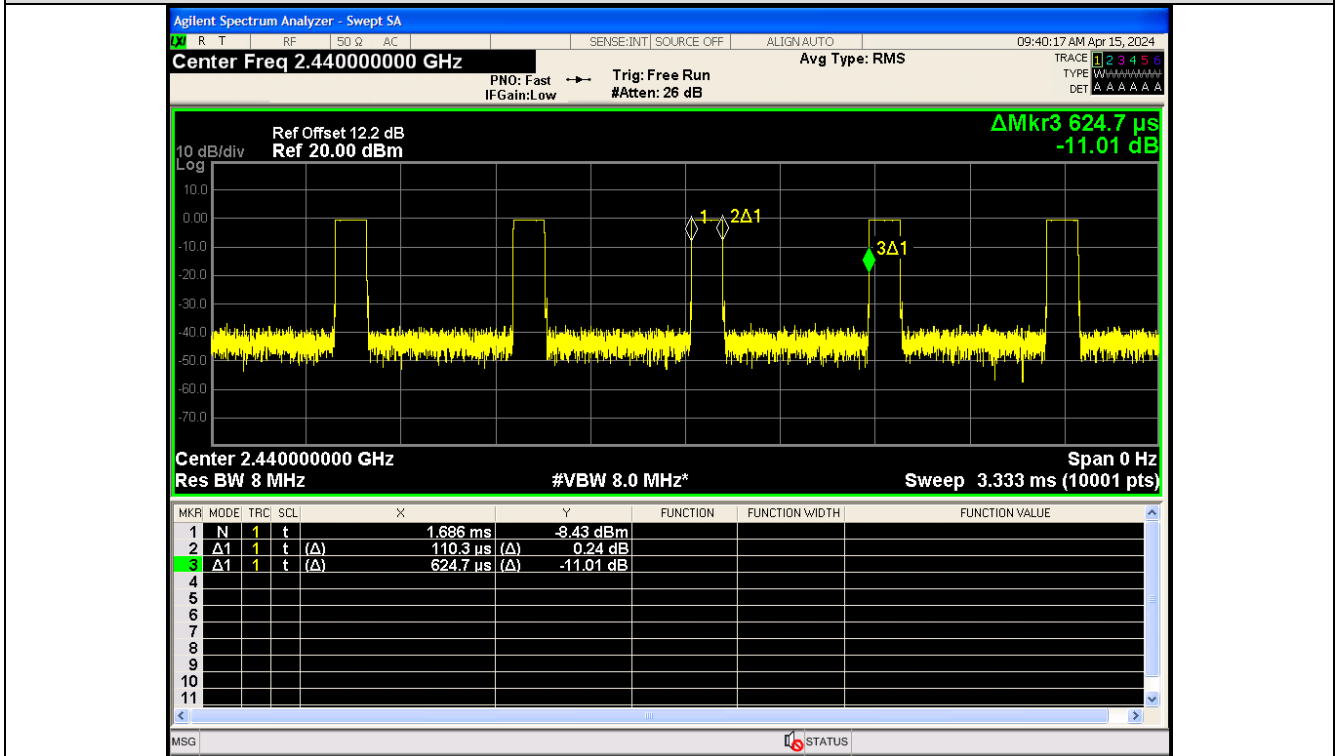 Agilent Spectrum Analyzer - Swept SA
LXI R T RF 50 Ω AC SENSE:INT SOURCE OFF ALIGNAUTO 09:40:17 AM Apr 15, 2024
Center Freq 2.440000000 GHz Avg Type: RMS TRACE 1 2 3 4 5 6
PNO: Fast Trig: Free Run TYPE W
IFGain:Low #Atten: 26 dB DET A A A A A A
ΔMkr3 624.7 µs
Ref Offset 12.2 dB
10 dB/div Ref 20.00 dBm -11.01 dB
Log
10.0
0.00
1
2Δ1
-10.0
3Δ1
-20.0
-30.0
-40.0
-50.0
-60.0
-70.0
Center 2.440000000 GHz Span 0 Hz
Res BW 8 MHz #VBW 8.0 MHz* Sweep 3.333 ms (10001 pts)
MKR MODE TRC SCL X Y FUNCTION FUNCTION WIDTH FUNCTION VALUE
1 N 1 t 1.686 ms -8.43 dBm
2 Δ1 1 t (Δ) 110.3 µs (Δ) 0.24 dB
3 Δ1 1 t (Δ) 624.7 µs (Δ) -11.01 dB
4
5
6
7
8
9
10
11
MSG STATUS